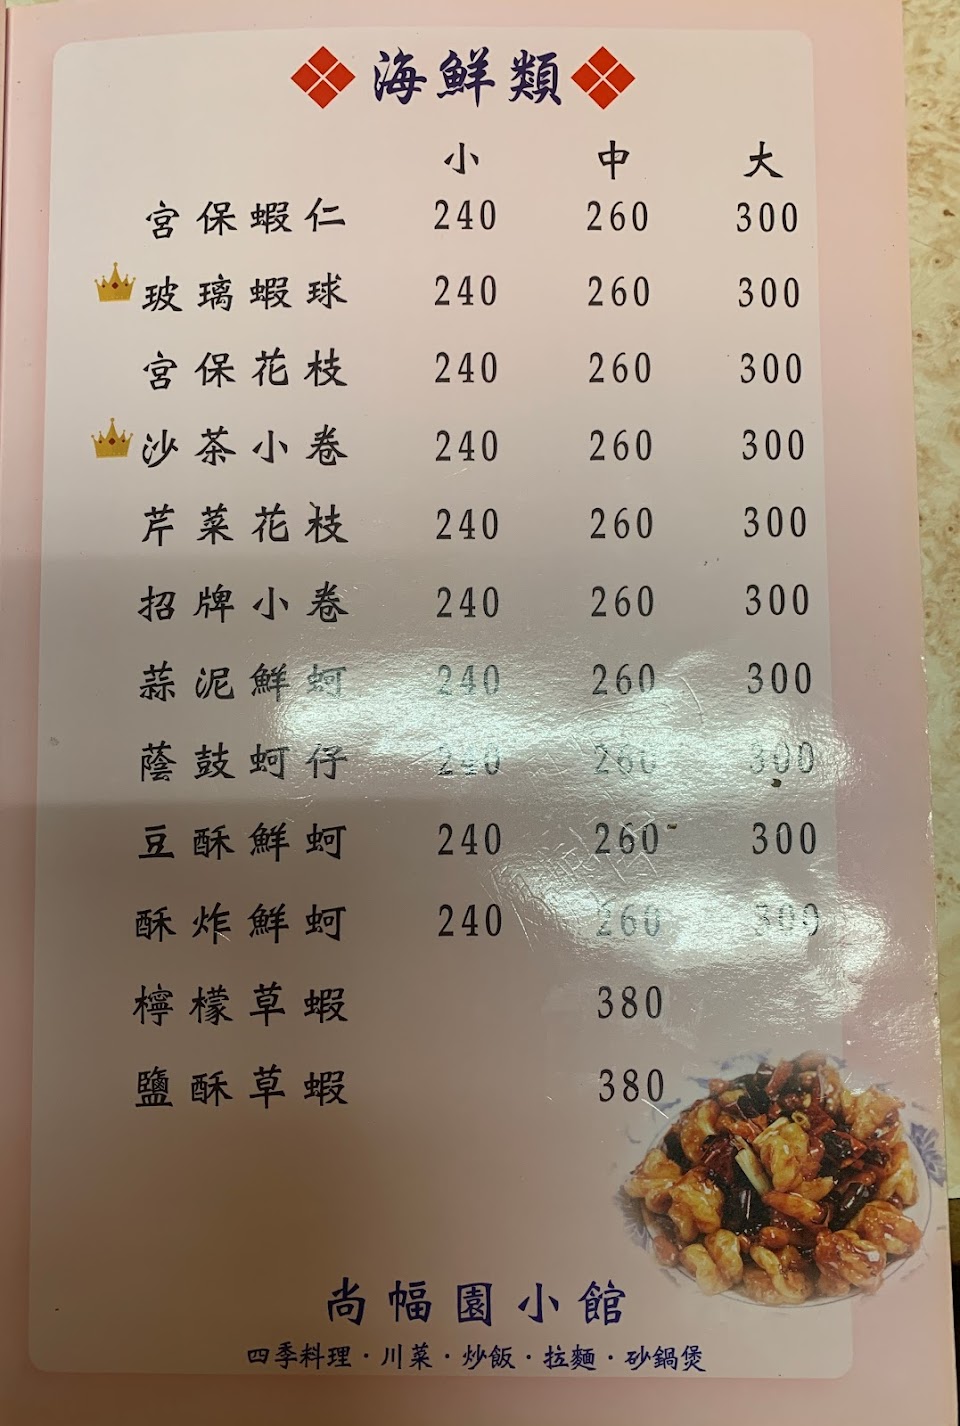 海鮮類
小 中 大
宮保蝦仁 240 260 300
玻璃蝦球 240 260 300
宮保花枝 240 260 300
沙茶小卷 240 260 300
芹菜花枝 240 260 300
招牌小卷 240 260 300
蒜泥鮮蚵 240 260 300
蔭鼓蚵仔 240 260 300
豆酥鮮蚵 240 260 300
酥炸鮮蚵 240 260 300
檸檬草蝦 380
鹽酥草蝦 380
尚幅園小館
四季料理·川菜·炒飯·拉麵·砂鍋煲